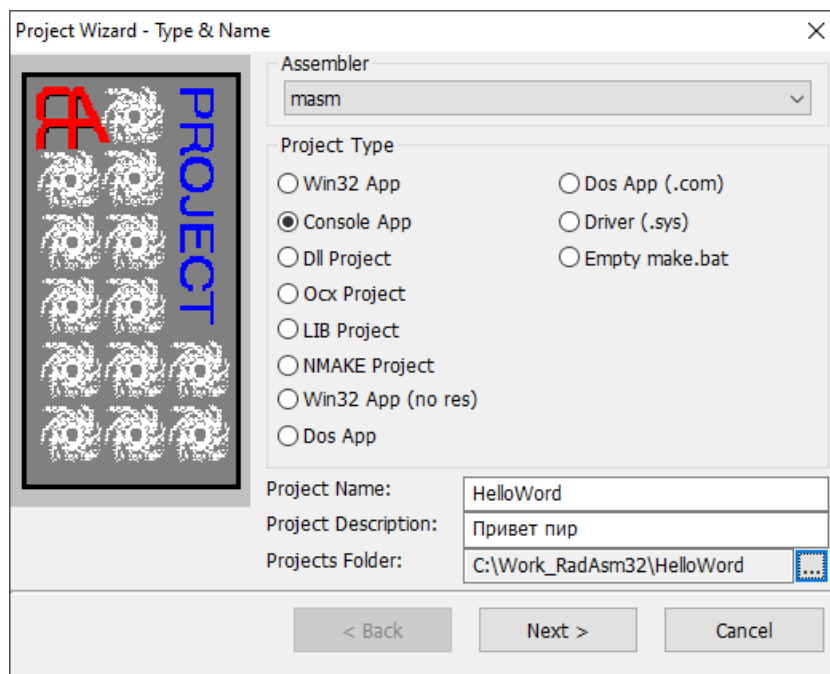 Project Wizard - Type & Name
RA
PROJECT
Assembler
masm
Project Type
Win32 App
Dos App (.com)
Console App
Driver (.sys)
Dll Project
Empty make.bat
Ocx Project
LIB Project
NMAKE Project
Win32 App (no res)
Dos App
Project Name: HelloWord
Project Description: Привет пир
Projects Folder: C:\Work_RadAsm32\HelloWord ...
< Back Next > Cancel